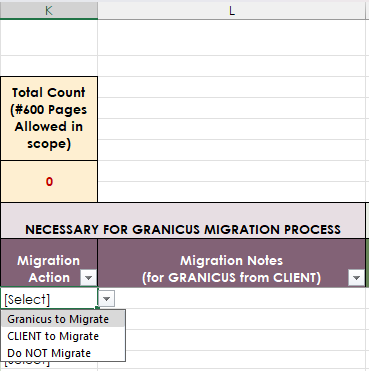 K L
Total Count
(#600 Pages
Allowed in
scope)
0
NECESSARY FOR GRANICUS MIGRATION PROCESS
Migration
Action
Migration Notes
(for GRANICUS from CLIENT)
[Select]
Granicus to Migrate
CLIENT to Migrate
Do NOT Migrate
[Select]